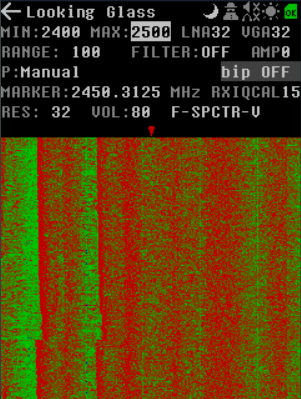 Looking Glass
MIN:2400 MAX:2500 LNA32 VGA32
RANGE: 100 FILTER:OFF AMP0
P:Manual bip OFF
MARKER:2450.3125 MHz RXIQCAL15
RES: 32 VOL:80 F-SPCTR-V